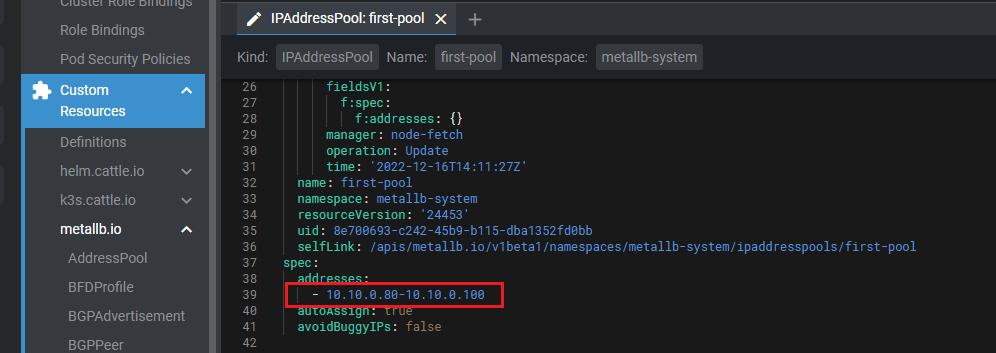 Cluster Role Bindings
Role Bindings
Pod Security Policies
Custom
Resources
Definitions
helm.cattle.io
k3s.cattle.io
metallb.io
AddressPool
BFDProfile
BGPAdvertisement
BGPPeer
IPAddressPool: first-pool
Kind: IPAddressPool Name: first-pool Namespace: metallb-system
26 fieldsV1:
27 f:spec:
28 f:addresses: {}
29 manager: node-fetch
30 operation: Update
31 time: '2022-12-16T14:11:27Z'
32 name: first-pool
33 namespace: metallb-system
34 resourceVersion: '24453'
35 uid: 8e700693-c242-45b9-b115-dba1352fd0bb
36 selfLink: /apis/metallb.io/v1beta1/namespaces/metallb-system/ipaddresspools/first-pool
37 spec:
38 addresses:
39 - 10.10.0.80-10.10.0.100
40 autoAssign: true
41 avoidBuggyIPs: false
42